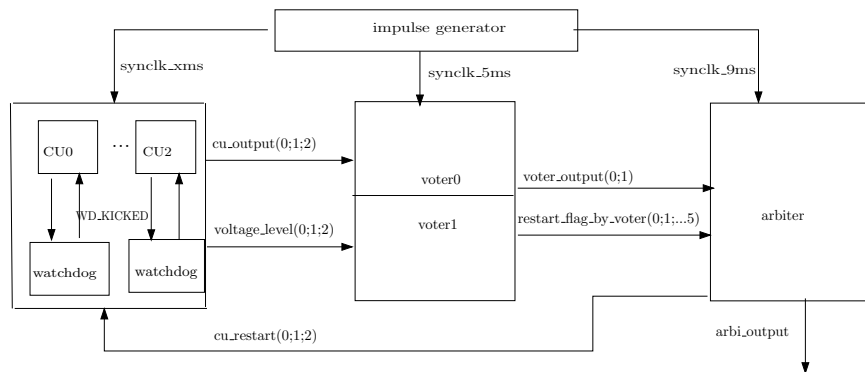 impulse generator
synclk_xms
synclk_5ms
synclk_9ms
CU0
...
CU2
WD_KICKED
watchdog
watchdog
cu_output(0;1;2)
voltage_level(0;1;2)
voter0
voter1
voter_output(0;1)
restart_flag_by_voter(0;1;...5)
arbiter
cu_restart(0;1;2)
arbi_output